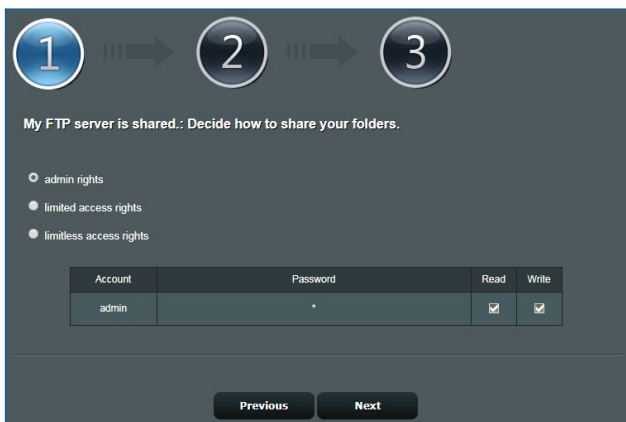 1 2 3
My FTP server is shared.: Decide how to share your folders.
admin rights
limited access rights
limitless access rights
Account Password Read Write
admin *
Previous Next